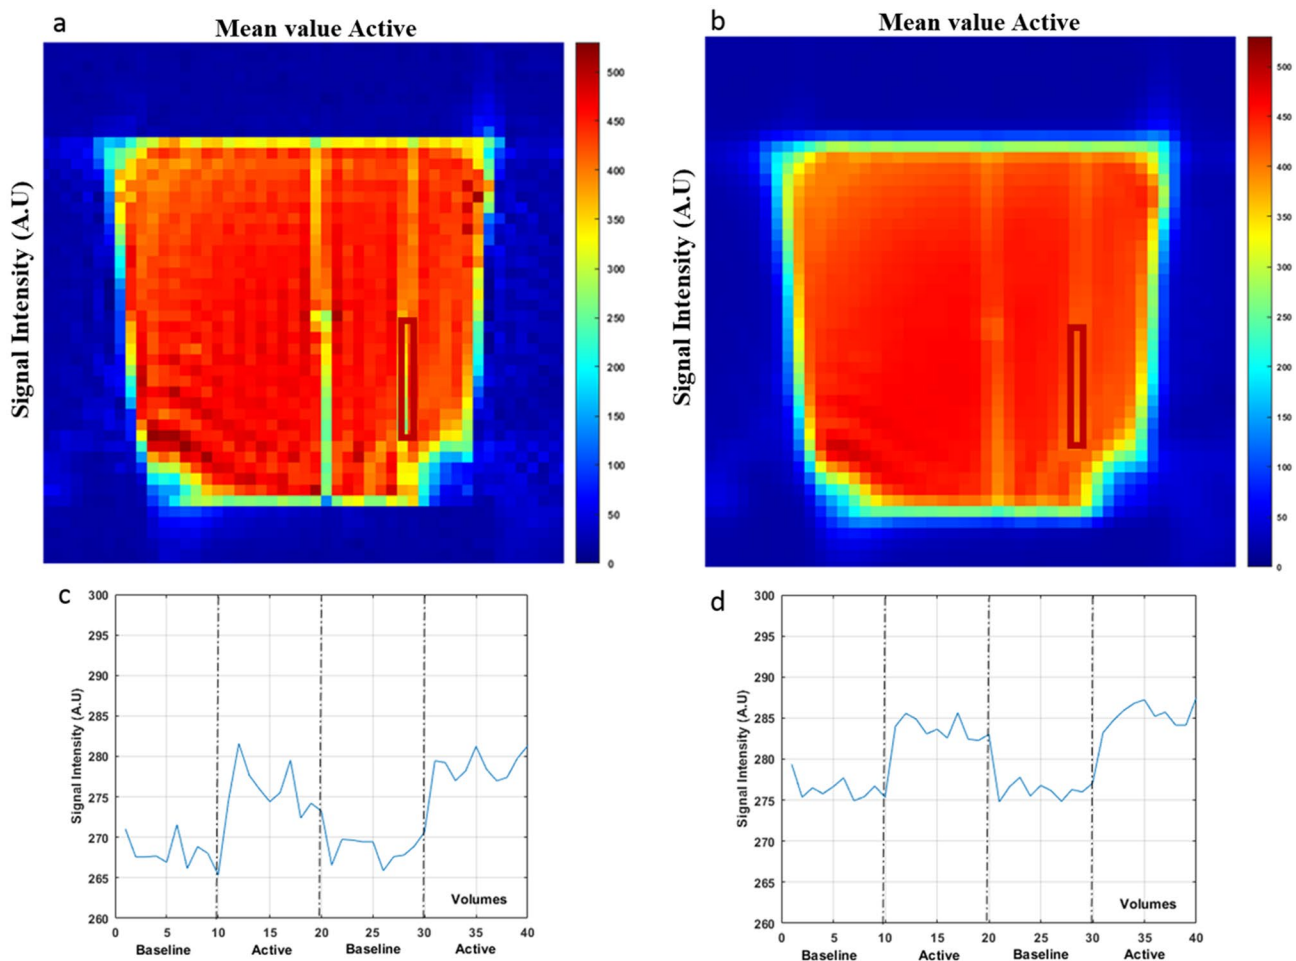 a
Mean value Active
Signal Intensity (A.U)
500
450
400
350
300
250
200
150
100
50
0
b
Mean value Active
Signal Intensity (A.U)
500
450
400
350
300
250
200
150
100
50
0
c
Signal Intensity (A.U)
300
295
290
285
280
275
270
265
260
Volumes
0 5 10 15 20 25 30 35 40
Baseline Active Baseline Active
d
Signal Intensity (A.U)
300
295
290
285
280
275
270
265
260
Volumes
0 5 10 15 20 25 30 35 40
Baseline Active Baseline Active